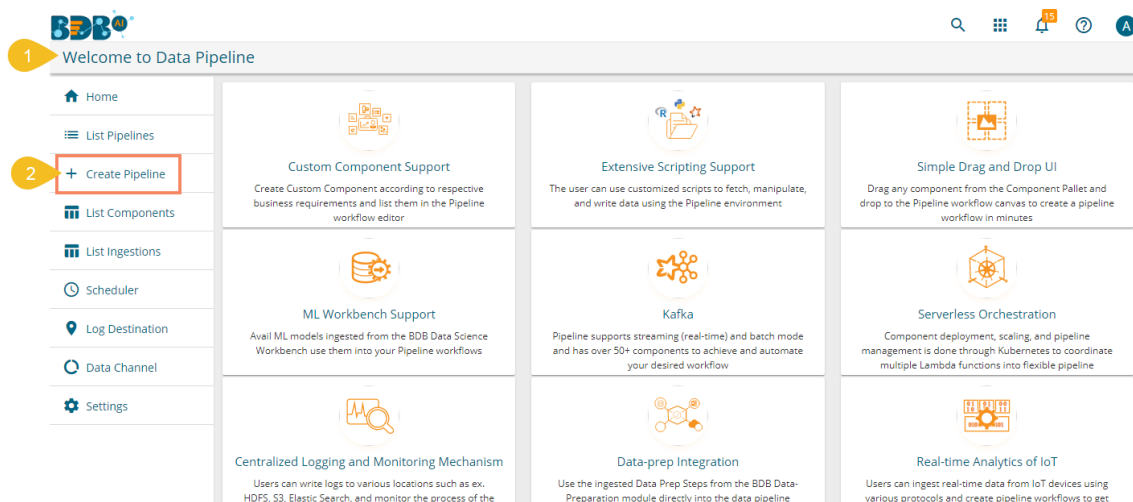 BDB AI
15
A
1
Welcome to Data Pipeline
Home
List Pipelines
2
Create Pipeline
List Components
List Ingestions
Scheduler
Log Destination
Data Channel
Settings
Custom Component Support
Create Custom Component according to respective
business requirements and list them in the Pipeline
workflow editor
R
Extensive Scripting Support
The user can use customized scripts to fetch, manipulate,
and write data using the Pipeline environment
Simple Drag and Drop UI
Drag any component from the Component Pallet and
drop to the Pipeline workflow canvas to create a pipeline
workflow in minutes
ML Workbench Support
Avail ML models ingested from the BDB Data Science
Workbench use them into your Pipeline workflows
Kafka
Pipeline supports streaming (real-time) and batch mode
and has over 50+ components to achieve and automate
your desired workflow
Serverless Orchestration
Component deployment, scaling, and pipeline
management is done through Kubernetes to coordinate
multiple Lambda functions into flexible pipeline
Centralized Logging and Monitoring Mechanism
Users can write logs to various locations such as ex.
HDFS, S3, Elastic Search, and monitor the process of the
Data-prep Integration
Use the ingested Data Prep Steps from the BDB Data-
Preparation module directly into the data pipeline
Real-time Analytics of IoT
Users can ingest real-time data from IoT devices using
various protocols and create pipeline workflows to get